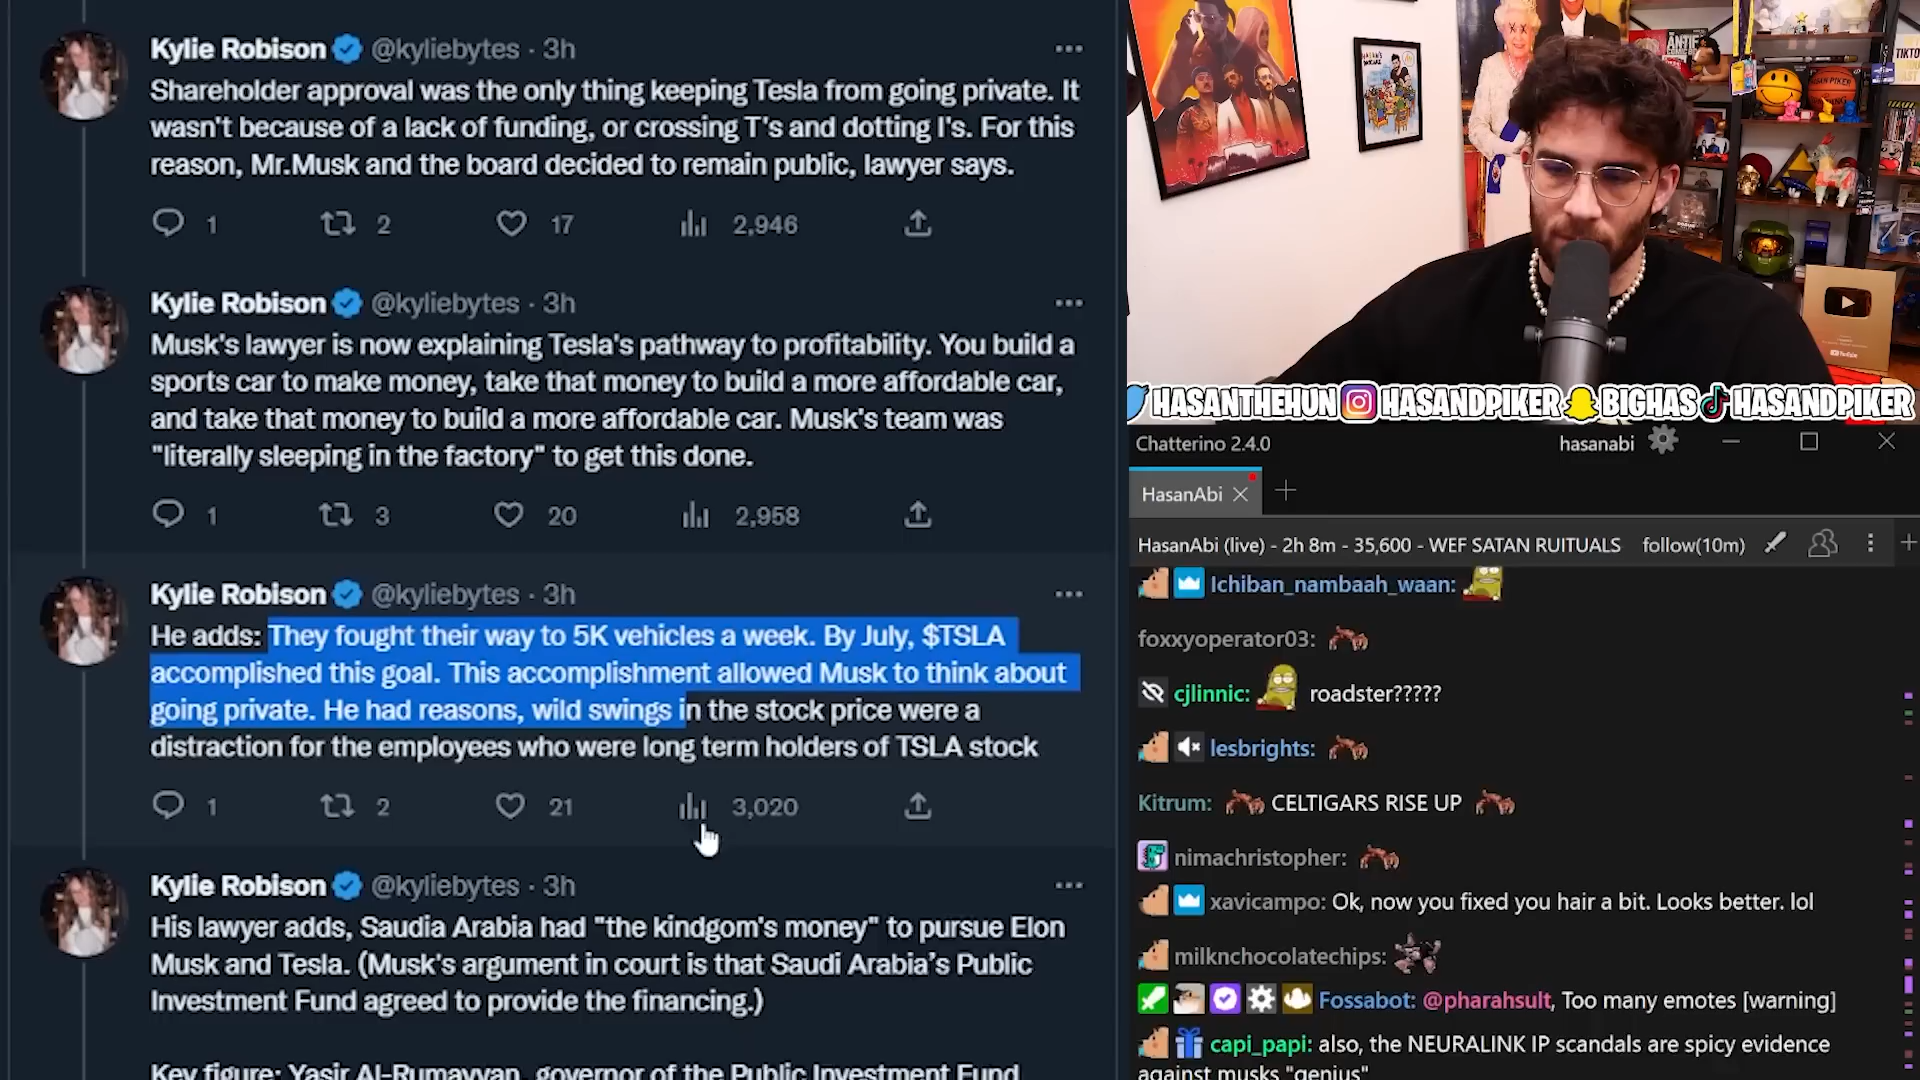 Kylie Robison @kyliebytes · 3h
Shareholder approval was the only thing keeping Tesla from going private. It
wasn't because of a lack of funding, or crossing T's and dotting I's. For this
reason, Mr.Musk and the board decided to remain public, lawyer says.
1 2 17 2,946
Kylie Robison @kyliebytes · 3h
Musk's lawyer is now explaining Tesla's pathway to profitability. You build a
sports car to make money, take that money to build a more affordable car,
and take that money to build a more affordable car. Musk's team was
"literally sleeping in the factory" to get this done.
1 3 20 2,958
Kylie Robison @kyliebytes · 3h
He adds: They fought their way to 5K vehicles a week. By July, $TSLA
accomplished this goal. This accomplishment allowed Musk to think about
going private. He had reasons, wild swings in the stock price were a
distraction for the employees who were long term holders of TSLA stock
1 2 21 3,020
Kylie Robison @kyliebytes · 3h
His lawyer adds, Saudia Arabia had "the kindgom's money" to pursue Elon
Musk and Tesla. (Musk's argument in court is that Saudi Arabia's Public
Investment Fund agreed to provide the financing.)
Key figure: Yasir Al-Rumayyan, governor of the Public Investment Fund
HASANTHEHUN HASANDPIKER BIGHAS HASANDPIKER
Chatterino 2.4.0 hasanabi
HasanAbi
HasanAbi (live) - 2h 8m - 35,600 - WEF SATAN RUITUALS follow(10m)
Ichiban_nambaah_waan:
foxxyoperator03:
cjlinnic: roadster?????
lesbrights:
Kitrum: CELTIGARS RISE UP
nimachristopher:
xavicampo: Ok, now you fixed you hair a bit. Looks better. lol
milknchocolatechips:
Fossabot: @pharahsult, Too many emotes [warning]
capi_papi: also, the NEURALINK IP scandals are spicy evidence
against musks "genius"